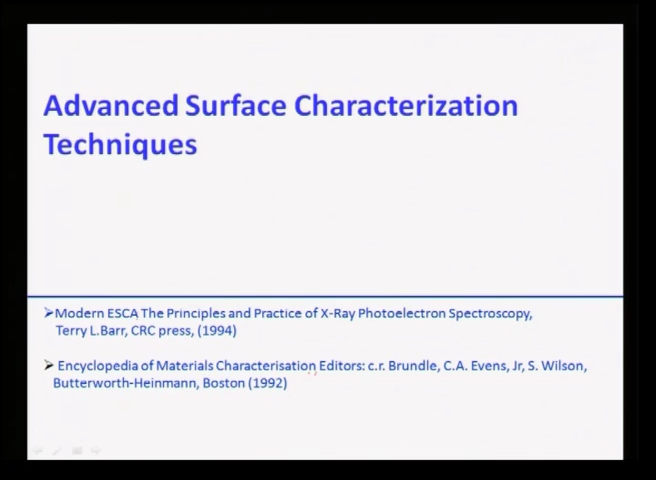 Advanced Surface Characterization
Techniques
➢Modern ESCA The Principles and Practice of X-Ray Photoelectron Spectroscopy,
Terry L.Barr, CRC press, (1994)
➢ Encyclopedia of Materials Characterisation Editors: c.r. Brundle, C.A. Evens, Jr, S. Wilson,
Butterworth-Heinmann, Boston (1992)